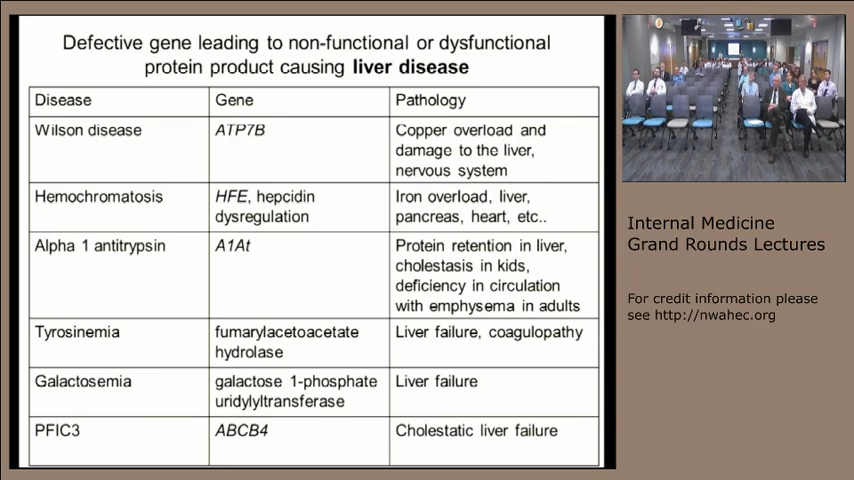 Defective gene leading to non-functional or dysfunctional
protein product causing liver disease
Disease Gene Pathology
Wilson disease ATP7B Copper overload and
damage to the liver,
nervous system
Hemochromatosis HFE, hepcidin Iron overload, liver,
dysregulation pancreas, heart, etc..
Alpha 1 antitrypsin A1At Protein retention in liver,
cholestasis in kids,
deficiency in circulation
with emphysema in adults
Tyrosinemia fumarylacetoacetate Liver failure, coagulopathy
hydrolase
Galactosemia galactose 1-phosphate Liver failure
uridylyltransferase
PFIC3 ABCB4 Cholestatic liver failure
Internal Medicine
Grand Rounds Lectures
For credit information please
see http://nwahec.org